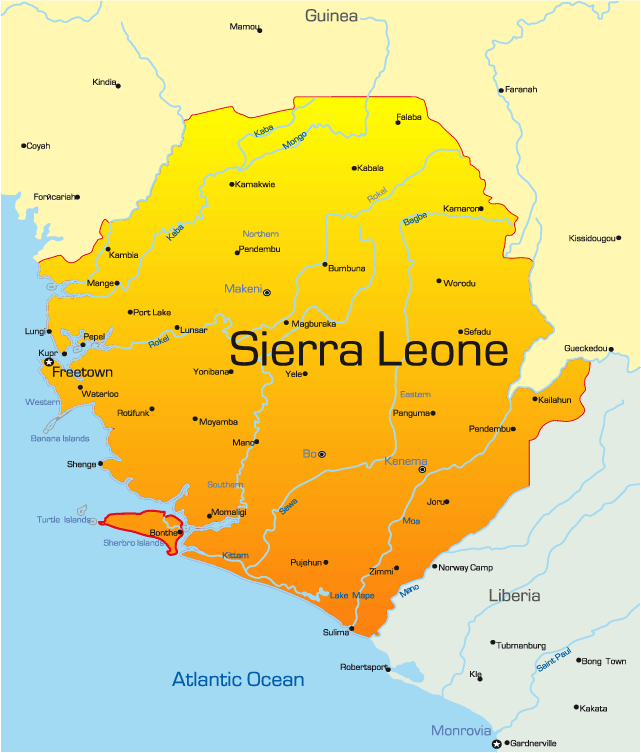 Guinea
Mamou
Kindia
Faranah
Falaba
Kaba
Mongo
Coyah
Kabala
Kamakwie
Rokel
Forécariah
Kamaron
Bagbe
Kaba
Northern
Kissidougou
Pendembu
Kambia
Bumbuna
Mange
Worodu
Makeni
Port Lake
Magburaka
Lungi
Lunsar
Sefadu
Pepel
Rokel
Sierra Leone
Kupr
Gueckedou
Freetown
Yonibana
Yele
Waterloo
Eastern
Western
Kailahun
Rotifunk
Panguma
Moyamba
Pendembu
Banana Islands
Mano
Bo
Kenema
Shenge
Southern
Sewa
Joru
Momaligi
Turtle Islands
Moa
Bonthe
Sherbro Islands
Kittam
Pujehun
Zimmi
Norway Camp
Mano
Lake Mape
Liberia
Sulima
Tubmanburg
Robertsport
Saint Paul
Bong Town
Kle
Atlantic Ocean
Kakata
Monrovia
Gardnerville